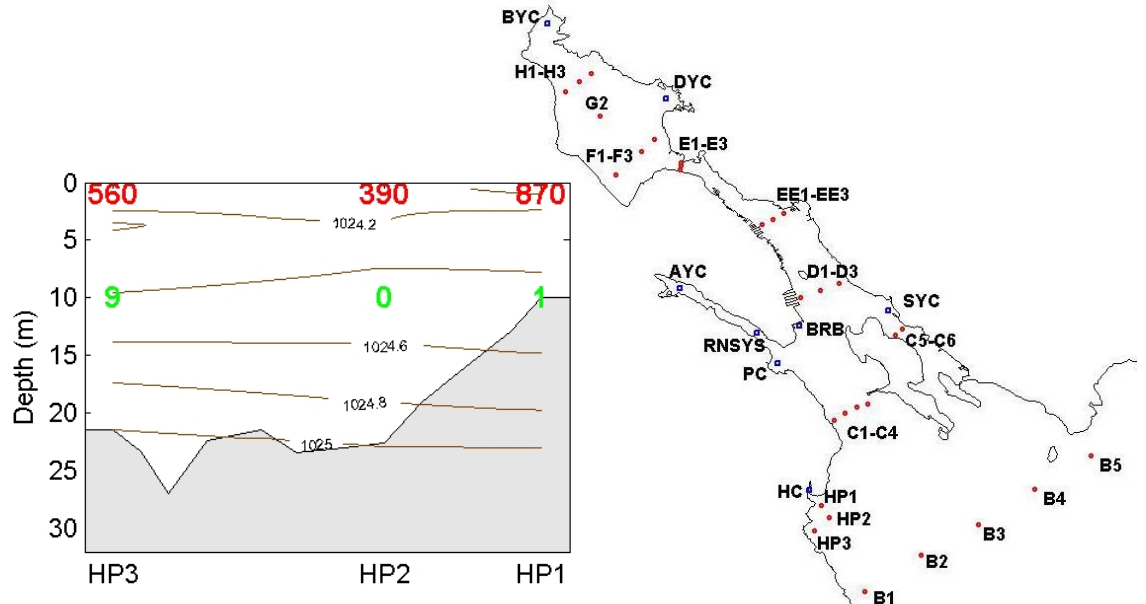 560 390 870
1024.2
9 0 1
1024.6
1024.8
1025
0
5
10
15
20
25
30
Depth (m)
HP3 HP2 HP1
BYC
H1-H3
DYC
G2
F1-F3
E1-E3
EE1-EE3
AYC
D1-D3
SYC
BRB
RNSYS
C5-C6
PC
C1-C4
B5
HC
HP1
B4
HP2
B3
HP3
B2
B1